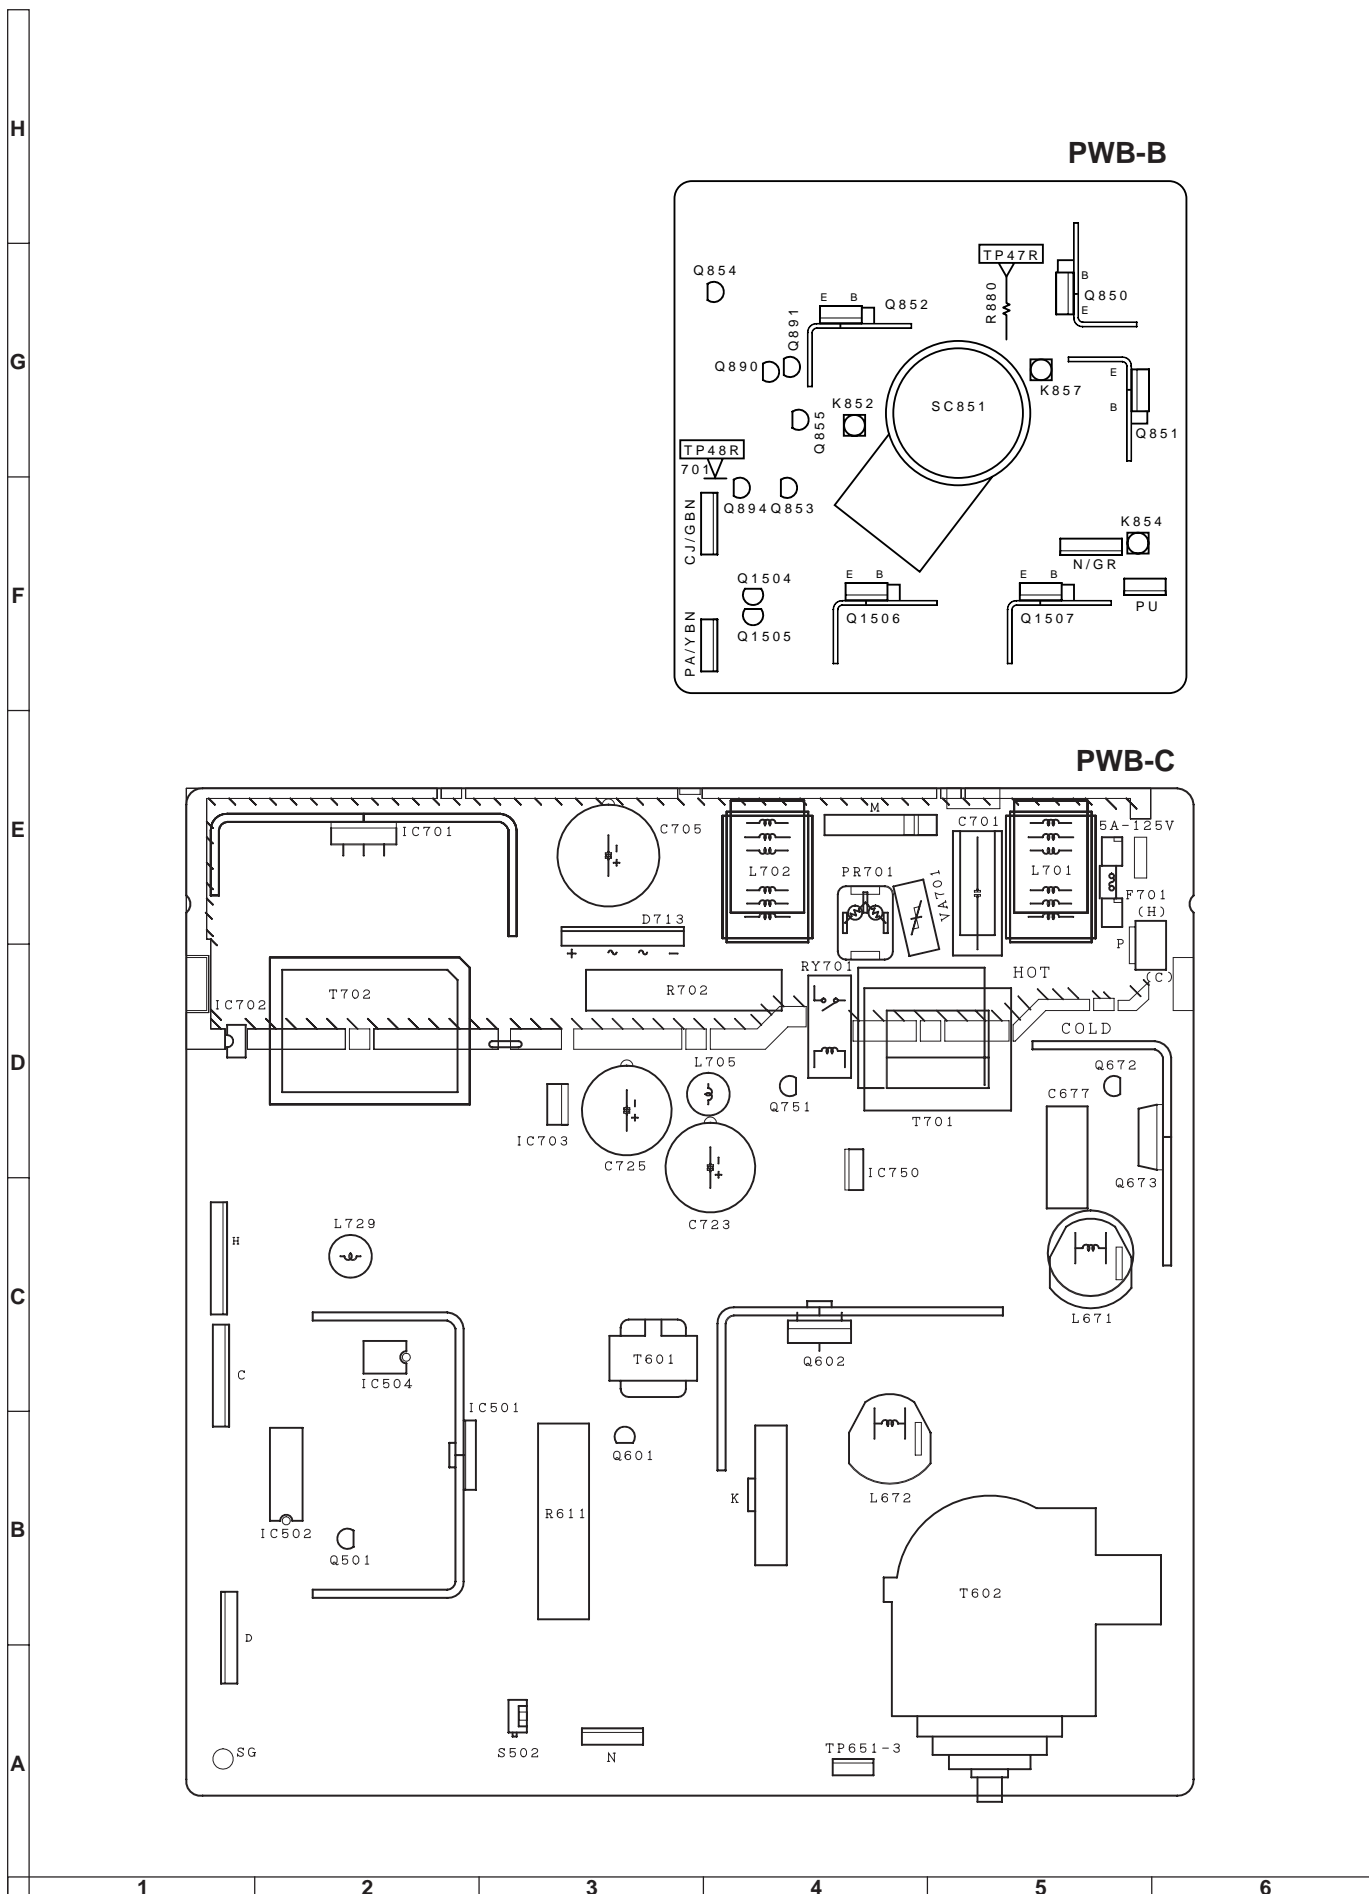 H
PWB-B
TP47R
Q854
B
Q850
E B
Q852
R880
E
Q891
G
Q890
E
K857
K852
SC851
B
Q855
Q851
TP48R
701
Q894 Q853
CJ/GBN
K854
N/GR
Q1504
E B
E B
F
PU
Q1506
Q1507
Q1505
PA/YBN
PWB-C
M
E
IC701
C705
C701
5A-125V
L702
PR701
L701
VA701
F701
(H)
D713
P
+ ~ ~ -
RY701
HOT
(C)
IC702
T702
R702
COLD
D
L705
Q672
Q751
C677
T701
IC703
C725
IC750
Q673
L729
C723
H
C
L671
T601
Q602
C
IC504
IC501
Q601
K
L672
R611
B
IC502
Q501
T602
D
SG
S502
N
TP651-3
A
1 2 3 4 5 6